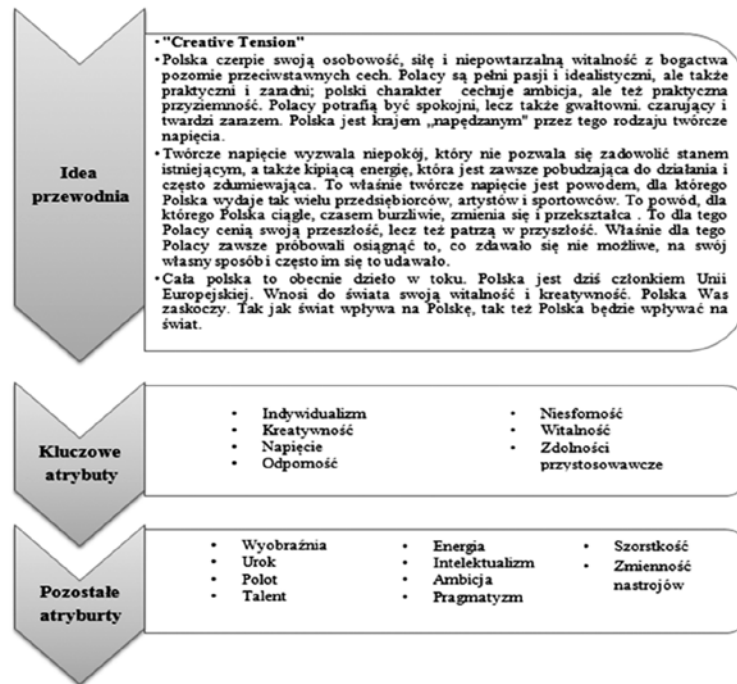 Idea
przewodnia
• "Creative Tension"
• Polska czerpie swoją osobowość, siłę i niepowtarzalną witalność z bogactwa
pozornie przeciwstawnych cech. Polacy są pełni pasji i idealistyczni, ale także
praktyczni i zaradni; polski charakter cechuje ambicja, ale też praktyczna
przyziemność. Polacy potrafią być spokojni, lecz także gwałtowni. czarujący i
twardzi zarazem. Polska jest krajem „napędzanym" przez tego rodzaju twórcze
napięcia.
• Twórcze napięcie wyzwala niepokój, który nie pozwala się zadowolić stanem
istniejącym, a także kipiącą energię, która jest zawsze pobudzająca do działania i
często zdumiewająca. To właśnie twórcze napięcie jest powodem, dla którego
Polska wydaje tak wielu przedsiębiorców, artystów i sportowców. To powód, dla
którego Polska ciągle, czasem burzliwie, zmienia się i przekształca . To dla tego
Polacy cenią swoją przeszłość, lecz też patrzą w przyszłość. Właśnie dla tego
Polacy zawsze próbowali osiągnąć to, co zdawało się nie możliwe, na swój
własny sposób i często im się to udawało.
• Cała polska to obecnie dzieło w toku. Polska jest dziś członkiem Unii
Europejskiej. Wnosi do świata swoją witalność i kreatywność. Polska Was
zaskoczy. Tak jak świat wpływa na Polskę, tak też Polska będzie wpływać na
świat.
Kluczowe
atrybuty
• Indywidualizm
• Kreatywność
• Napięcie
• Odporność
• Niesforność
• Witalność
• Zdolności
przystosowawcze
Pozostałe
atryburty
• Wyobraźnia
• Urok
• Polot
• Talent
• Energia
• Intelektualizm
• Ambicja
• Pragmatyzm
• Szorstkość
• Zmienność
nastrojów